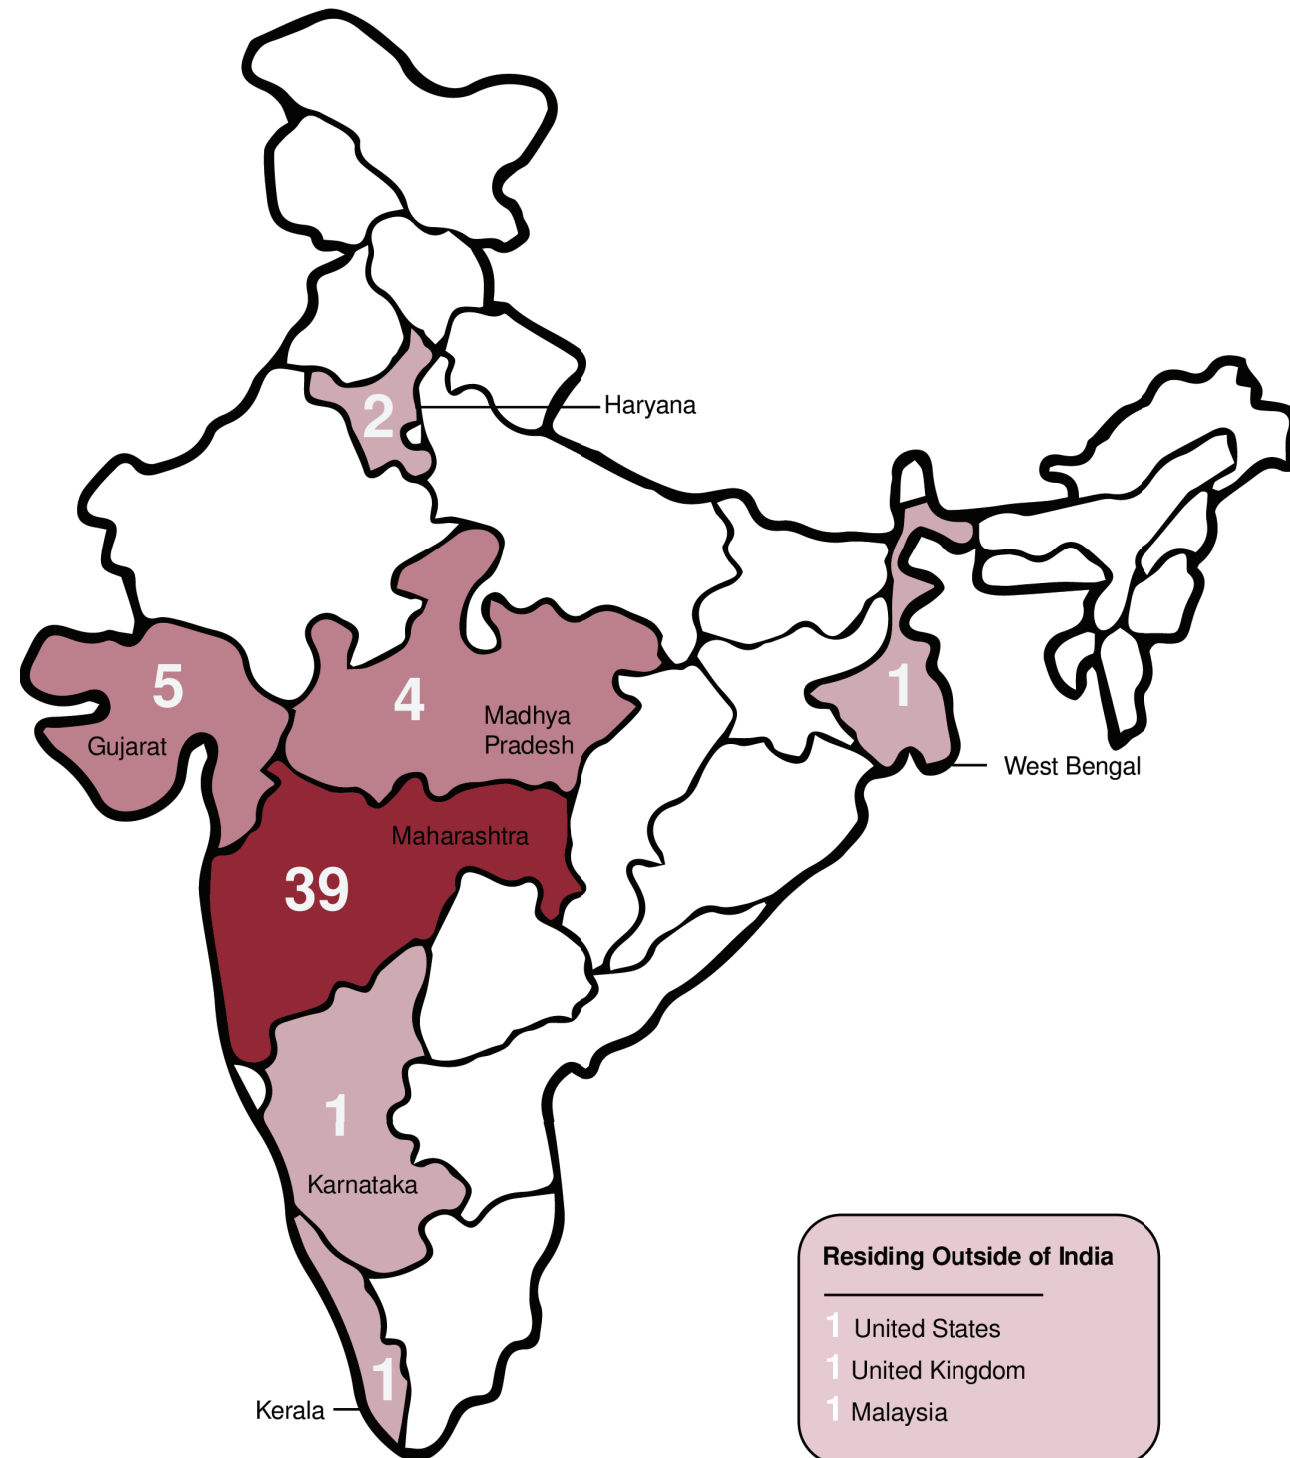 2
Haryana
5
Gujarat
4
Madhya
Pradesh
1
West Bengal
Maharashtra
39
1
Karnataka
1
Kerala
Residing Outside of India
1 United States
1 United Kingdom
1 Malaysia